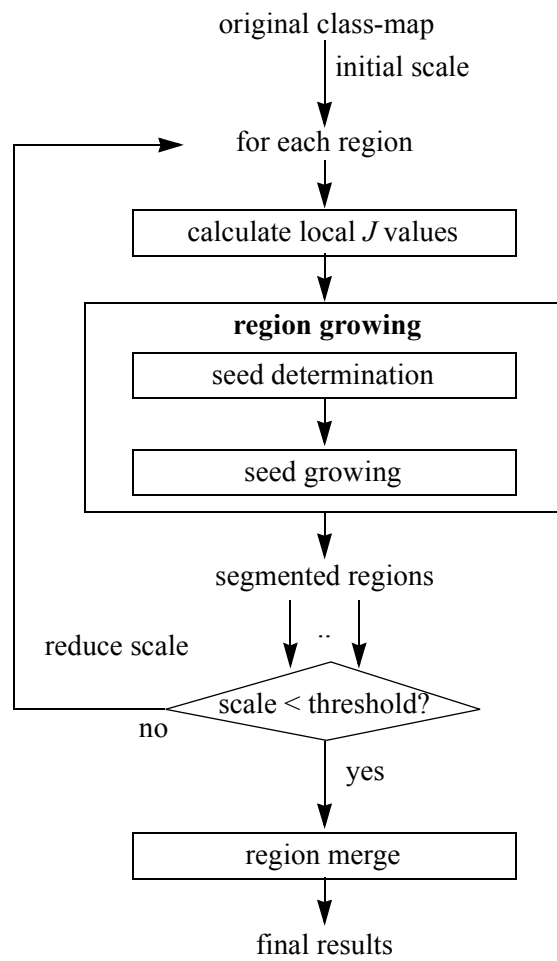 original class-map
initial scale
for each region
calculate local J values
region growing
seed determination
seed growing
segmented regions
..
reduce scale
scale < threshold?
no
yes
region merge
final results